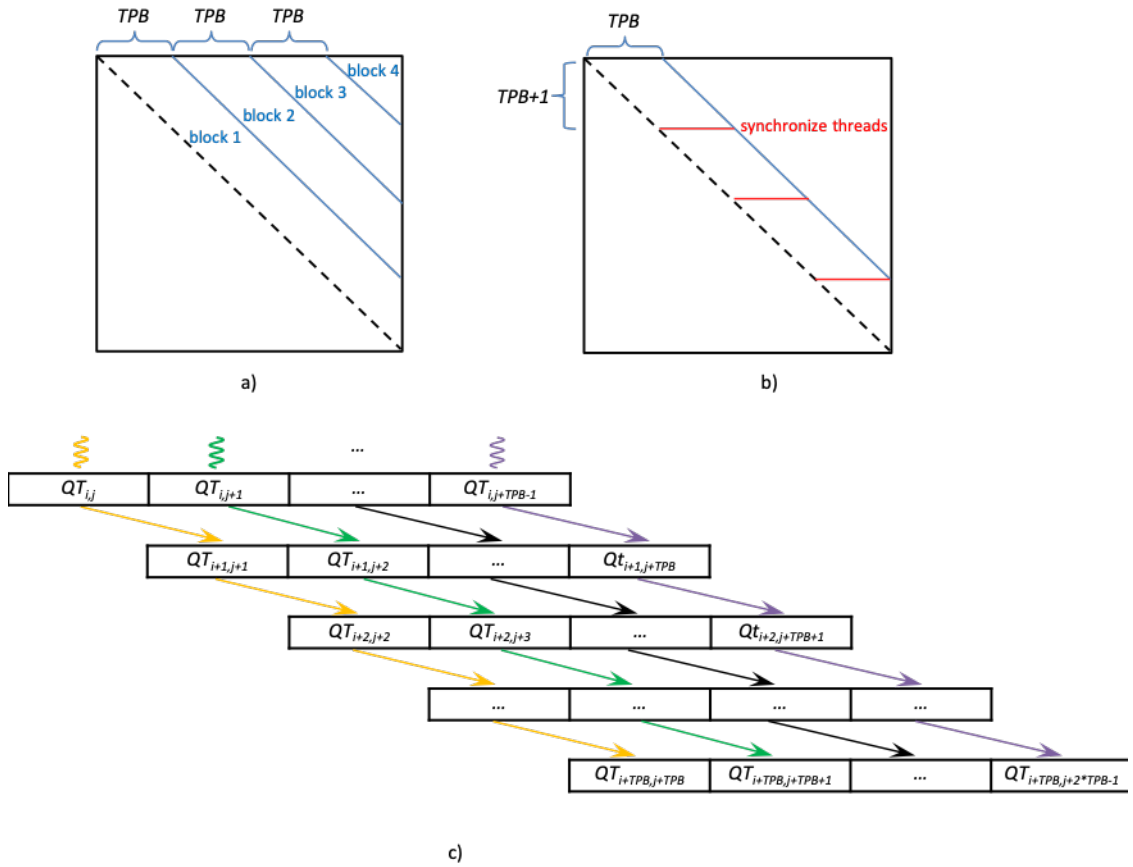 TPB TPB TPB
block 4
block 3
block 2
block 1
a)
TPB
TPB+1
synchronize threads
b)
...
QTi,j QTi,j+1 ... QTi,j+TPB-1
QTi+1,j+1 QTi+1,j+2 ... Qti+1,j+TPB
QTi+2,j+2 QTi+2,j+3 ... Qti+2,j+TPB+1
... ... ... ...
QTi+TPB,j+TPB QTi+TPB,j+TPB+1 ... QTi+TPB,j+2*TPB-1
c)